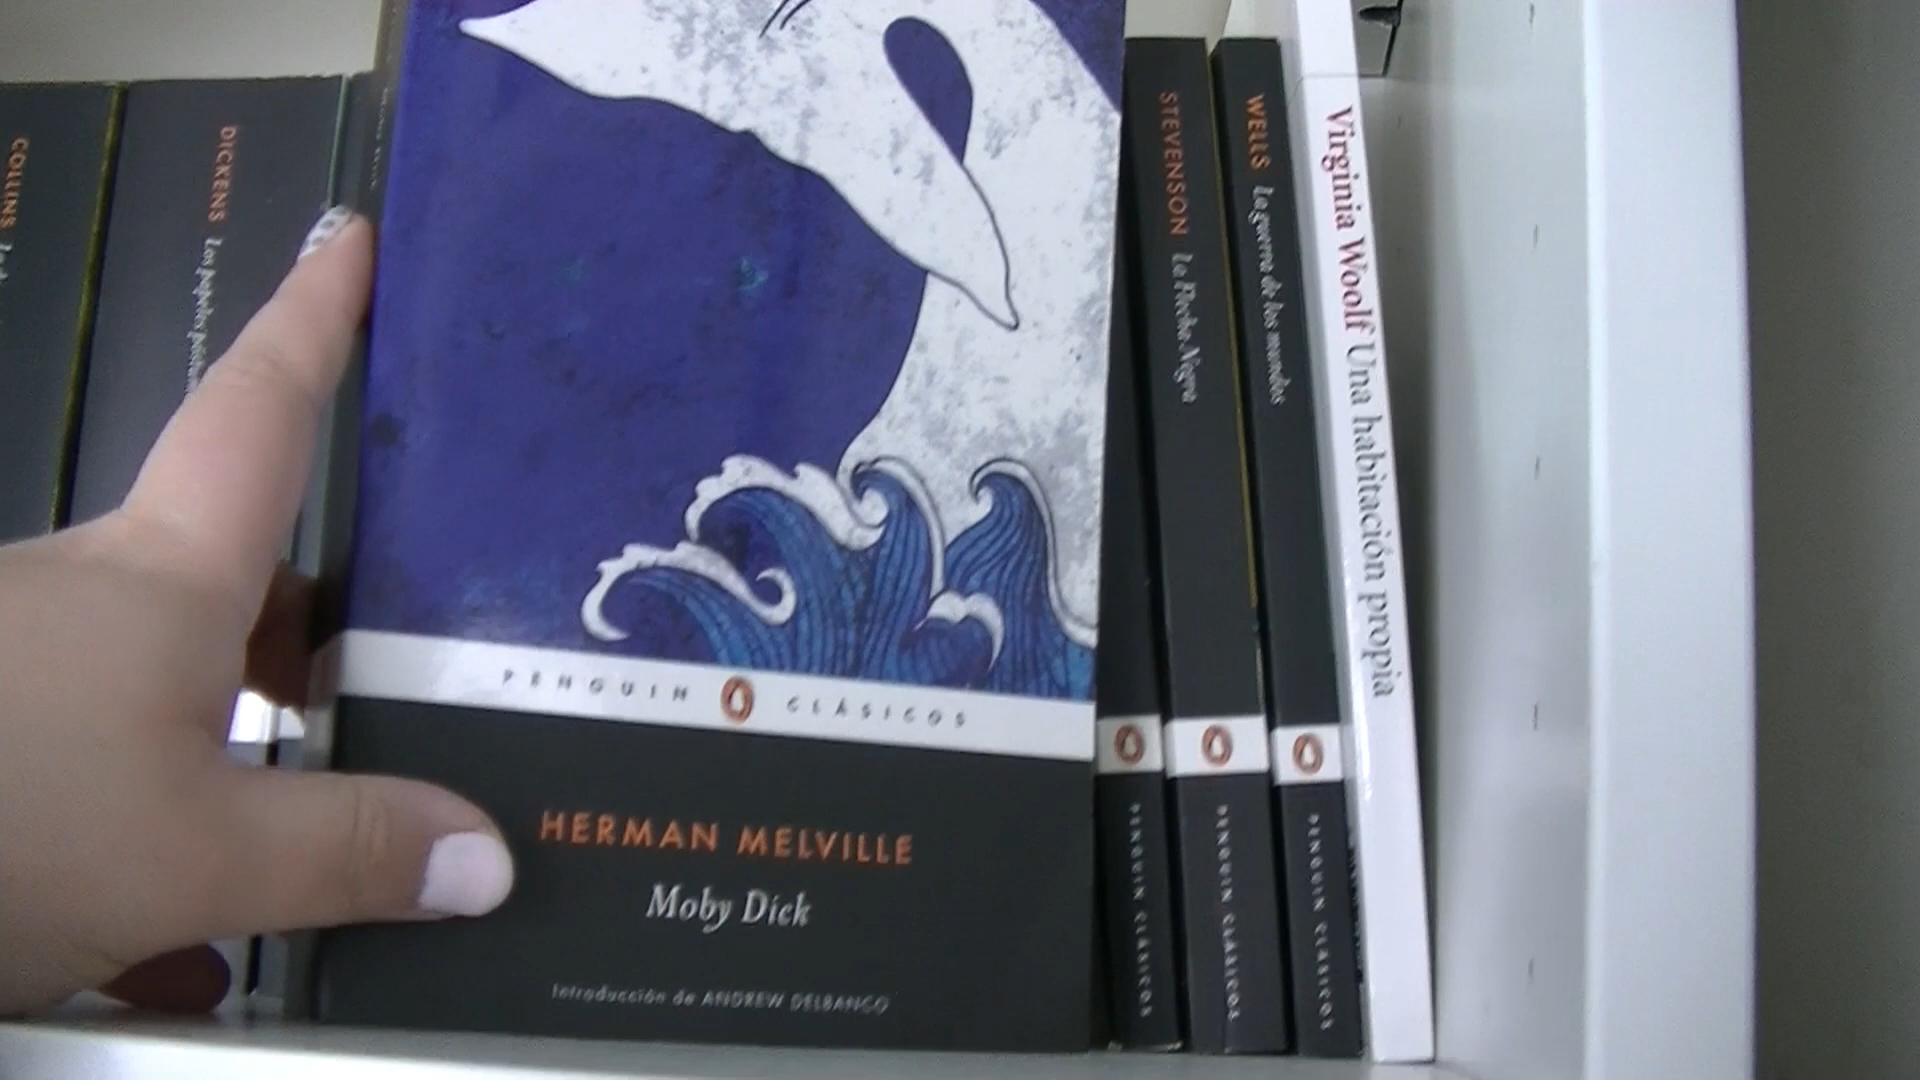 COLLINS
DICKENS Los papeles póstum
PENGUIN CLÁSICOS
HERMAN MELVILLE
Moby Dick
Introducción de ANDREW DELBANCO
PENGUIN CLÁSICOS
STEVENSON La Flecha Negra
PENGUIN CLÁSICOS
WELLS La guerra de los mundos
PENGUIN CLÁSICOS
Virginia Woolf Una habitación propia